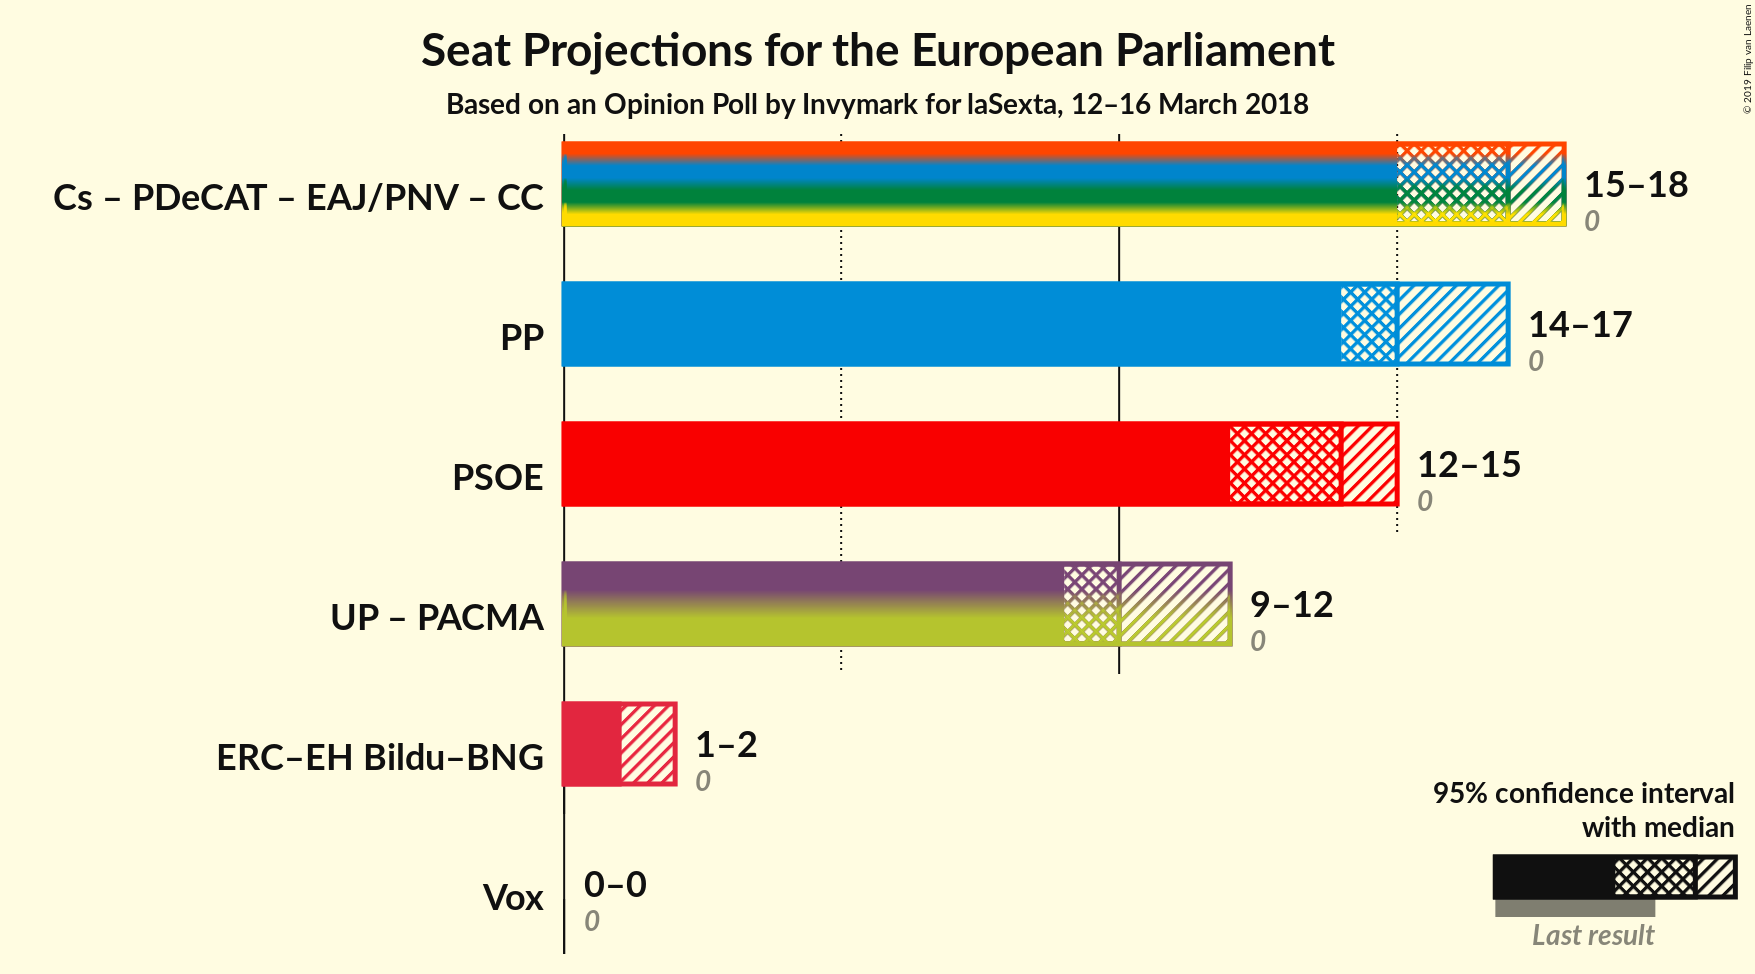 Seat Projections for the European Parliament
Based on an Opinion Poll by Invymark for laSexta, 12–16 March 2018
© 2019 Filip van Laenen
Cs – PDeCAT – EAJ/PNV – CC
15–18
0
PP
14–17
0
PSOE
12–15
0
UP – PACMA
9–12
0
ERC–EH Bildu–BNG
1–2
0
Vox
0–0
0
95% confidence interval
with median
Last result